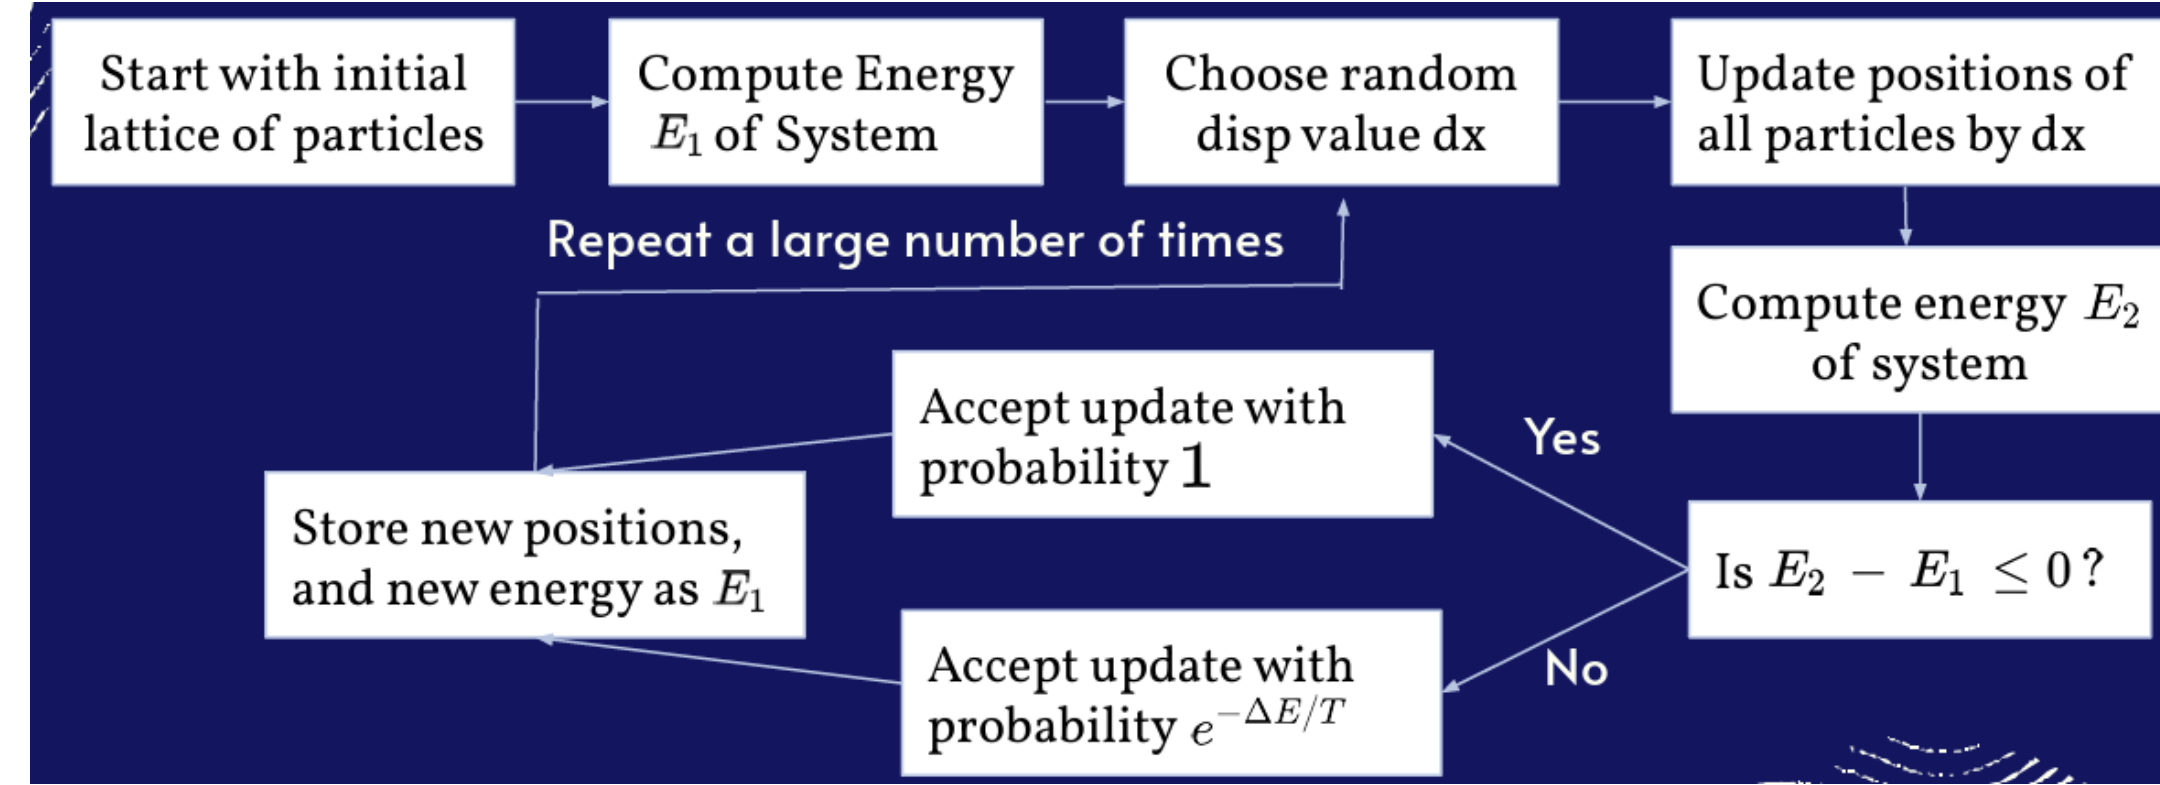 Start with initial
lattice of particles
Compute Energy
E₁ of System
Choose random
disp value dx
Update positions of
all particles by dx
Repeat a large number of times
Compute energy E₂
of system
Accept update with
probability 1
Yes
Store new positions,
and new energy as E₁
Is E₂ − E₁ ≤ 0 ?
No
Accept update with
probability e^{−ΔE/T}